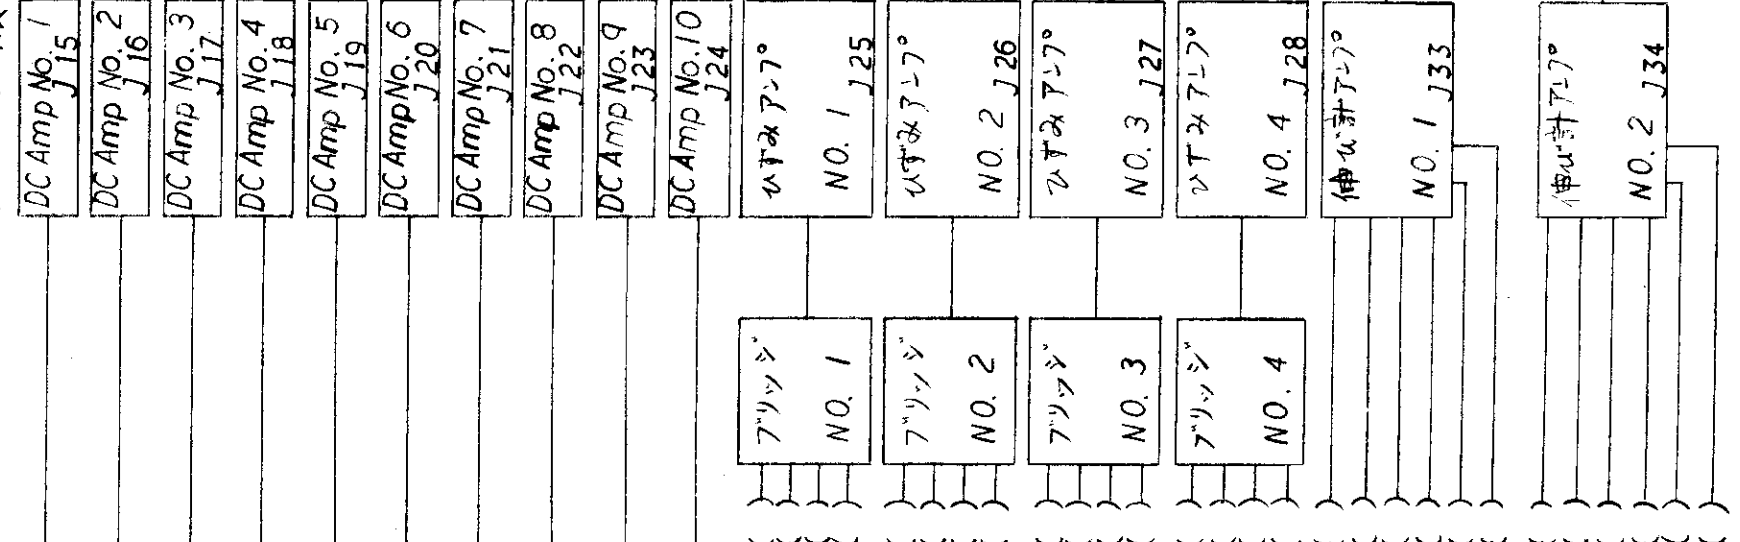 DC Amp No. 1
J15
DC Amp No. 2
J16
DC Amp No. 3
J17
DC Amp No. 4
J18
DC Amp No. 5
J19
DC Amp No. 6
J20
DC Amp No. 7
J21
DC Amp No. 8
J22
DC Amp No. 9
J23
DC Amp No. 10
J24
ひずみアンプ
NO. 1
J25
ひずみアンプ
NO. 2
J26
ひずみアンプ
NO. 3
J27
ひずみアンプ
NO. 4
J28
伸び計アンプ
NO. 1
J33
伸び計アンプ
NO. 2
J34
ブリッジ
NO. 1
ブリッジ
NO. 2
ブリッジ
NO. 3
ブリッジ
NO. 4